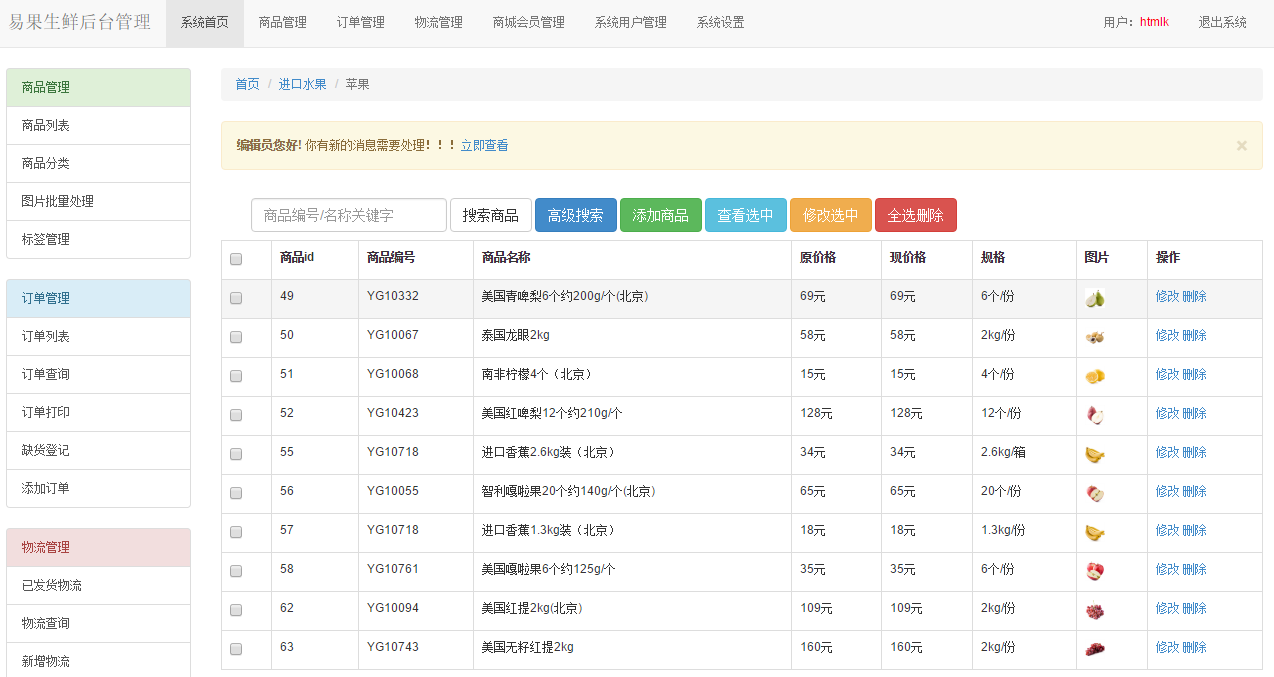 易果生鲜后台管理 系统首页 商品管理 订单管理 物流管理 商城会员管理 系统用户管理 系统设置 用户：htmlk 退出系统
商品管理
商品列表
商品分类
图片批量处理
标签管理
订单管理
订单列表
订单查询
订单打印
缺货登记
添加订单
物流管理
已发货物流
物流查询
新增物流
首页 / 进口水果 / 苹果
编辑员您好! 你有新的消息需要处理！！！立即查看 ×
商品编号/名称关键字 搜索商品 高级搜索 添加商品 查看选中 修改选中 全选删除
商品id 商品编号 商品名称 原价格 现价格 规格 图片 操作
49 YG10332 美国青啤梨6个约200g/个(北京) 69元 69元 6个/份 修改 删除
50 YG10067 泰国龙眼2kg 58元 58元 2kg/份 修改 删除
51 YG10068 南非柠檬4个（北京） 15元 15元 4个/份 修改 删除
52 YG10423 美国红啤梨12个约210g/个 128元 128元 12个/份 修改 删除
55 YG10718 进口香蕉2.6kg装（北京） 34元 34元 2.6kg/箱 修改 删除
56 YG10055 智利嘎啦果20个约140g/个(北京) 65元 65元 20个/份 修改 删除
57 YG10718 进口香蕉1.3kg装（北京） 18元 18元 1.3kg/份 修改 删除
58 YG10761 美国嘎啦果6个约125g/个 35元 35元 6个/份 修改 删除
62 YG10094 美国红提2kg(北京) 109元 109元 2kg/份 修改 删除
63 YG10743 美国无籽红提2kg 160元 160元 2kg/份 修改 删除